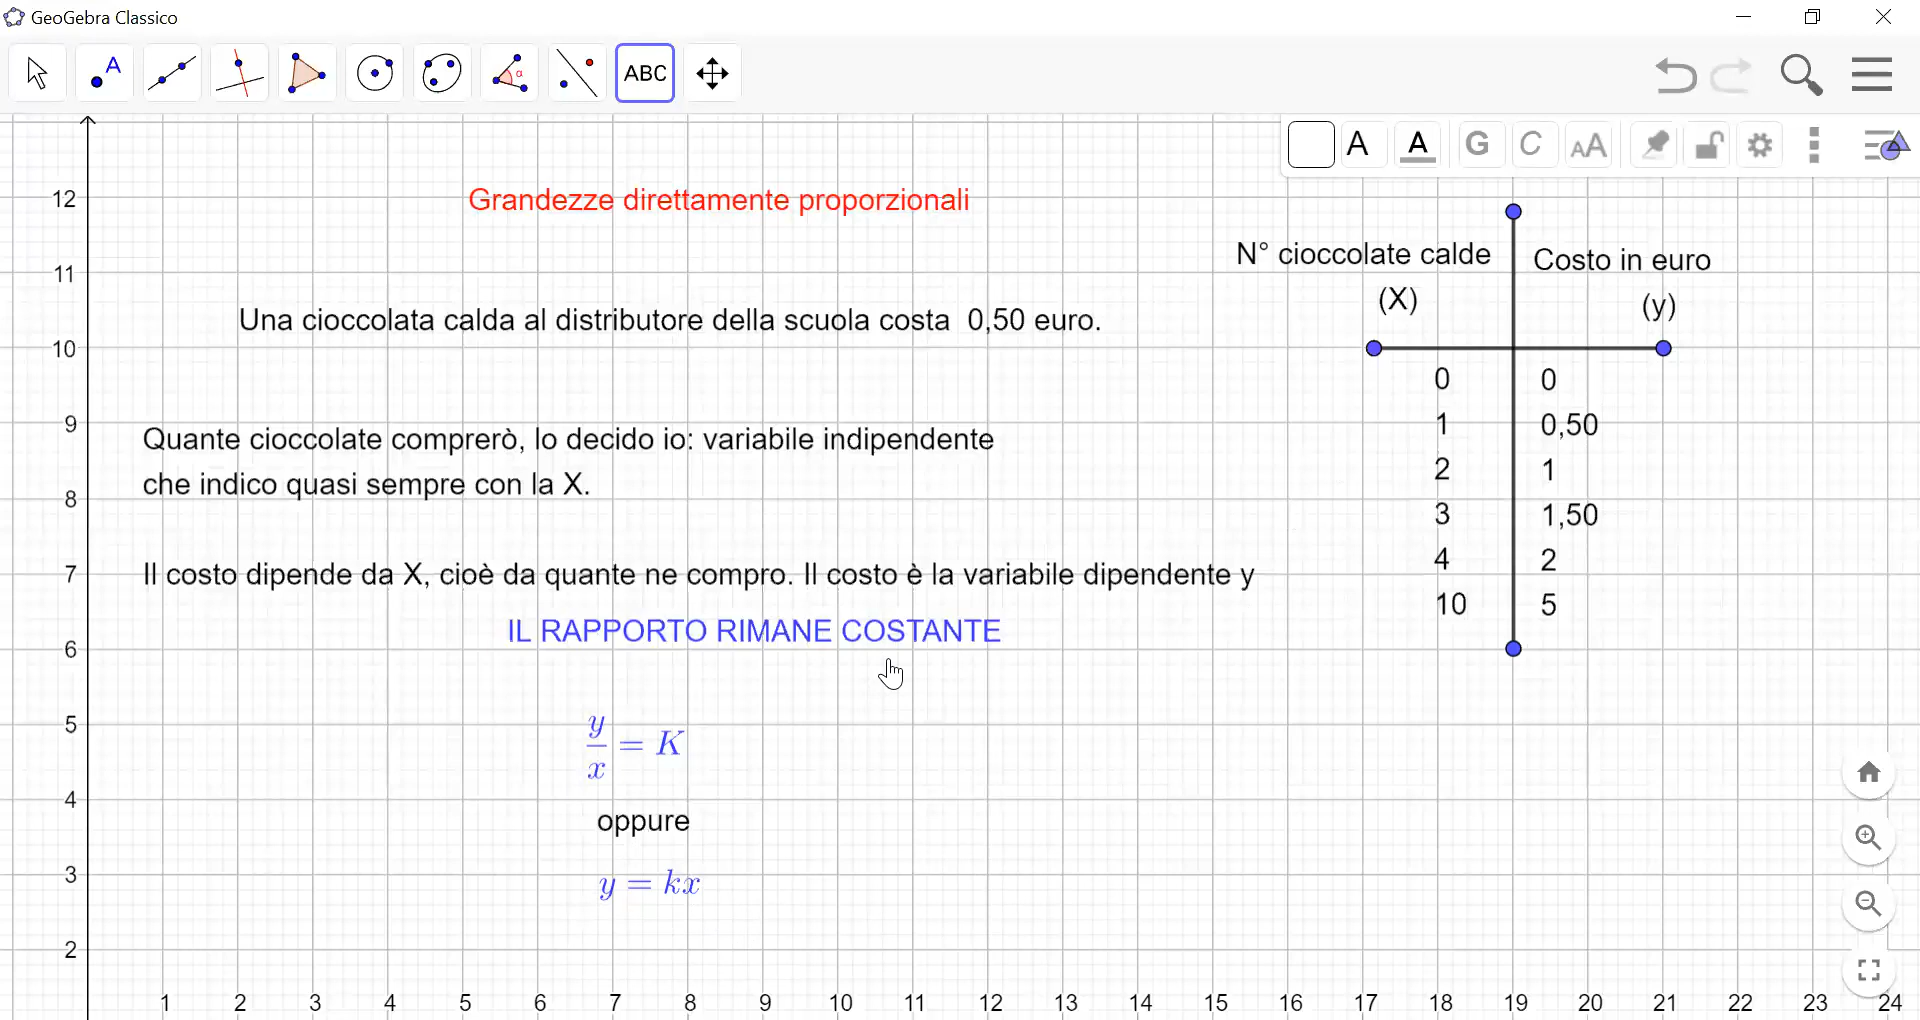 GeoGebra Classico
A
α
ABC
A A G C AA
Grandezze direttamente proporzionali
Una cioccolata calda al distributore della scuola costa 0,50 euro.
Quante cioccolate comprerò, lo decido io: variabile indipendente
che indico quasi sempre con la X.
Il costo dipende da X, cioè da quante ne compro. Il costo è la variabile dipendente y
IL RAPPORTO RIMANE COSTANTE
y/x = K
oppure
y = kx
N° cioccolate calde Costo in euro
(X) (y)
0 0
1 0,50
2 1
3 1,50
4 2
10 5
12
11
10
9
8
7
6
5
4
3
2
1 2 3 4 5 6 7 8 9 10 11 12 13 14 15 16 17 18 19 20 21 22 23 24